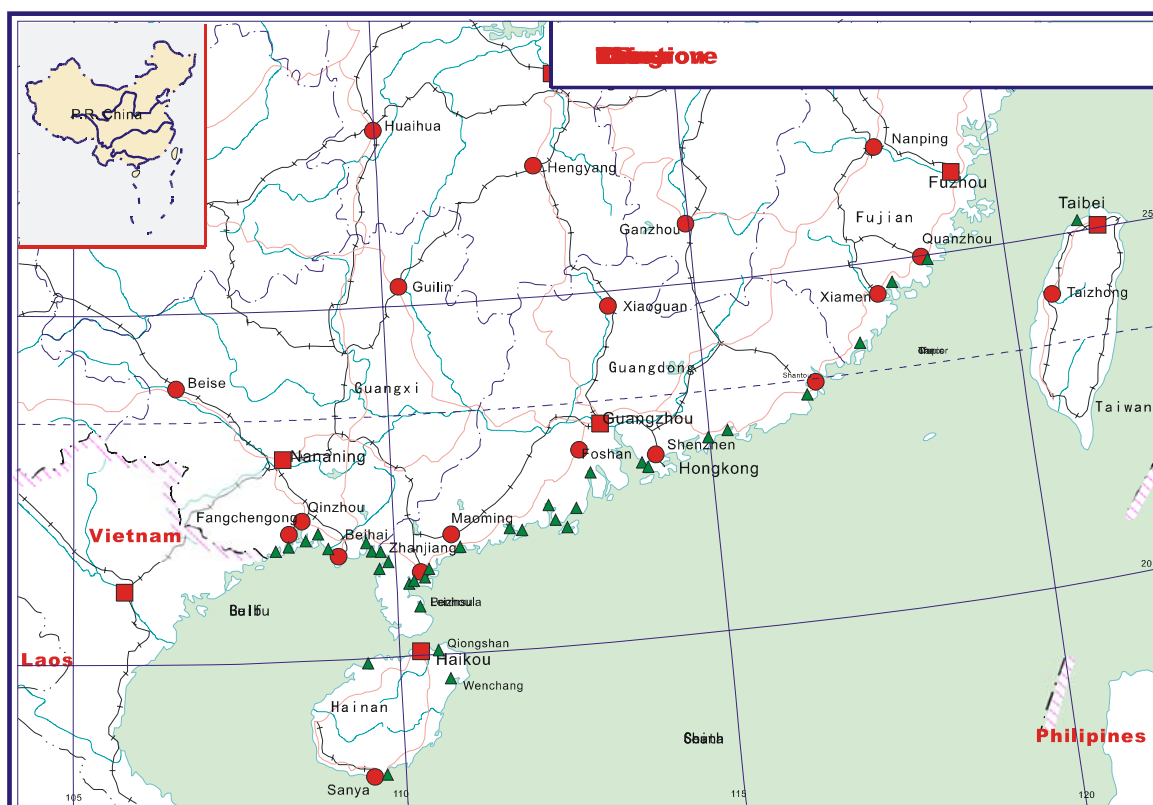 P.R. China
Huaihua
Nanping
Hengyang
Fuzhou
Taibei
25
Fujian
Ganzhou
Quanzhou
Guilin
Xiamen
Taizhong
Xiaoguan
Guangdong
Beise
Guangxi
Taiwan
Guangzhou
Shenzhen
Foshan
Nananing
Hongkong
Qinzhou
Fangchengong
Maoming
Vietnam
Beihai
Zhanjiang
20
Qiongshan
Laos
Haikou
Wenchang
Hainan
Philipines
Sanya
105
110
115
120